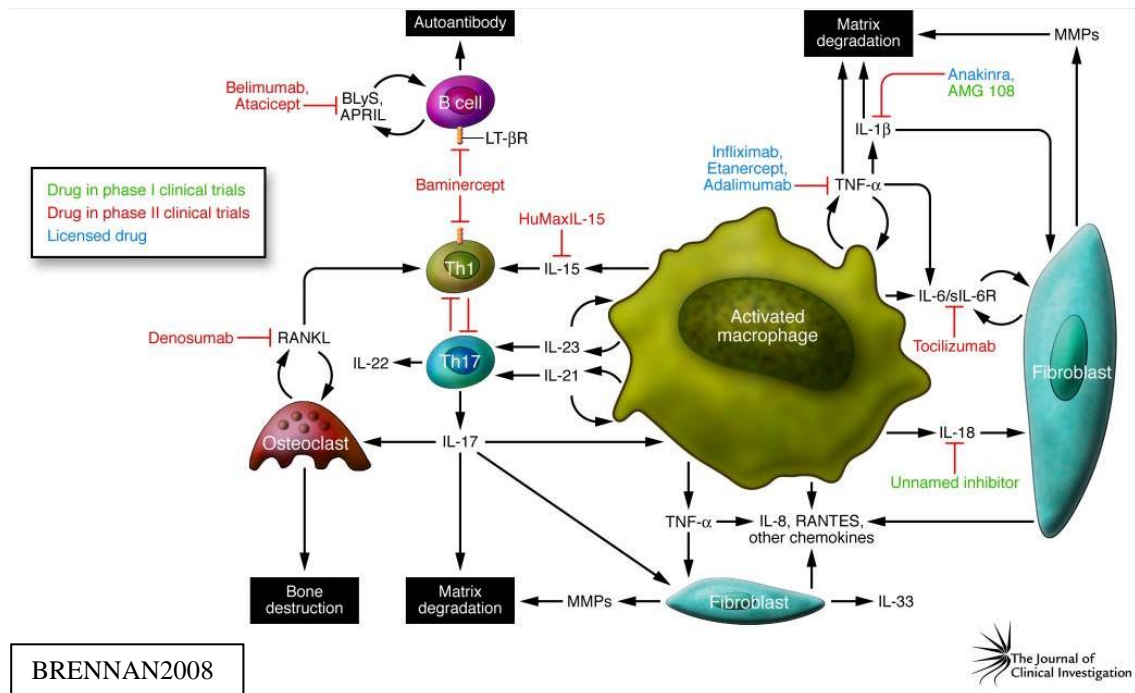 Autoantibody
Matrix
degradation
MMPs
Belimumab,
Atacicept
BLyS,
APRIL
B cell
Anakinra,
AMG 108
IL-1β
LT-βR
Infliximab,
Etanercept,
Adalimumab
TNF-α
Drug in phase I clinical trials
Drug in phase II clinical trials
Licensed drug
Baminercept
HuMaxIL-15
Th1
IL-15
IL-6/sIL-6R
Activated
macrophage
Denosumab
RANKL
IL-22
Th17
IL-23
IL-21
Tocilizumab
Fibroblast
Osteoclast
IL-17
IL-18
Unnamed inhibitor
TNF-α
IL-8, RANTES,
other chemokines
Bone
destruction
Matrix
degradation
MMPs
Fibroblast
IL-33
BRENNAN2008
The Journal of
Clinical Investigation